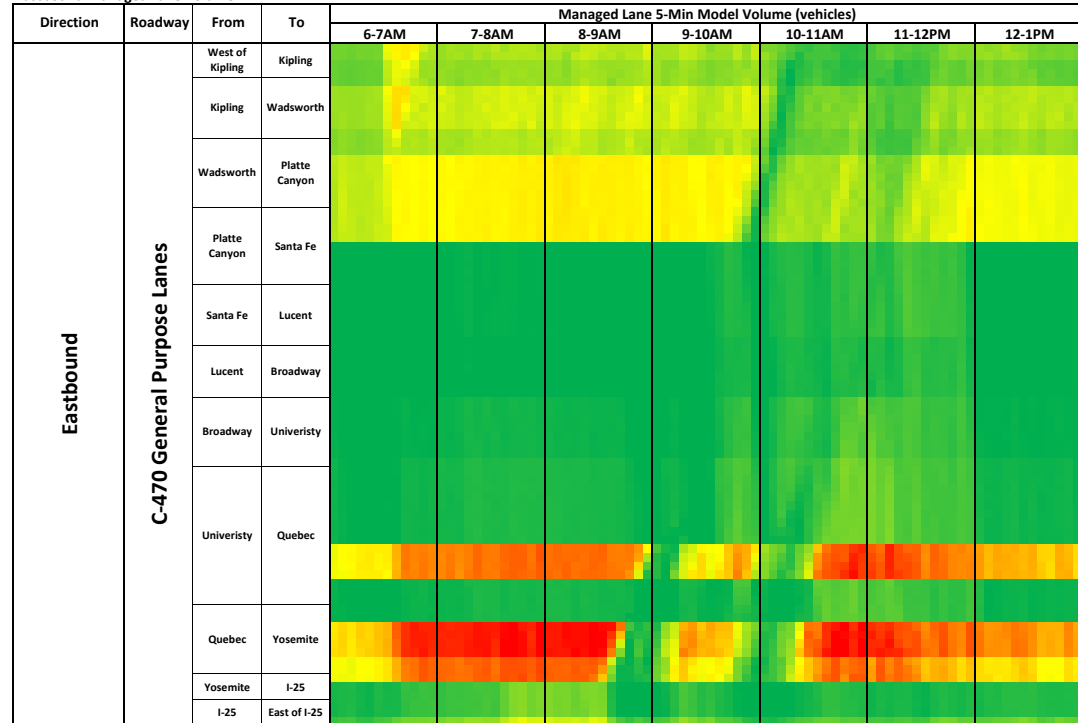 Direction Roadway From To Managed Lane 5-Min Model Volume (vehicles)
6-7AM 7-8AM 8-9AM 9-10AM 10-11AM 11-12PM 12-1PM
Eastbound
C-470 General Purpose Lanes
West of
Kipling
Kipling
Kipling Wadsworth
Wadsworth Platte
Canyon
Platte
Canyon
Santa Fe
Santa Fe Lucent
Lucent Broadway
Broadway Univeristy
Univeristy Quebec
Quebec Yosemite
Yosemite I-25
I-25 East of I-25